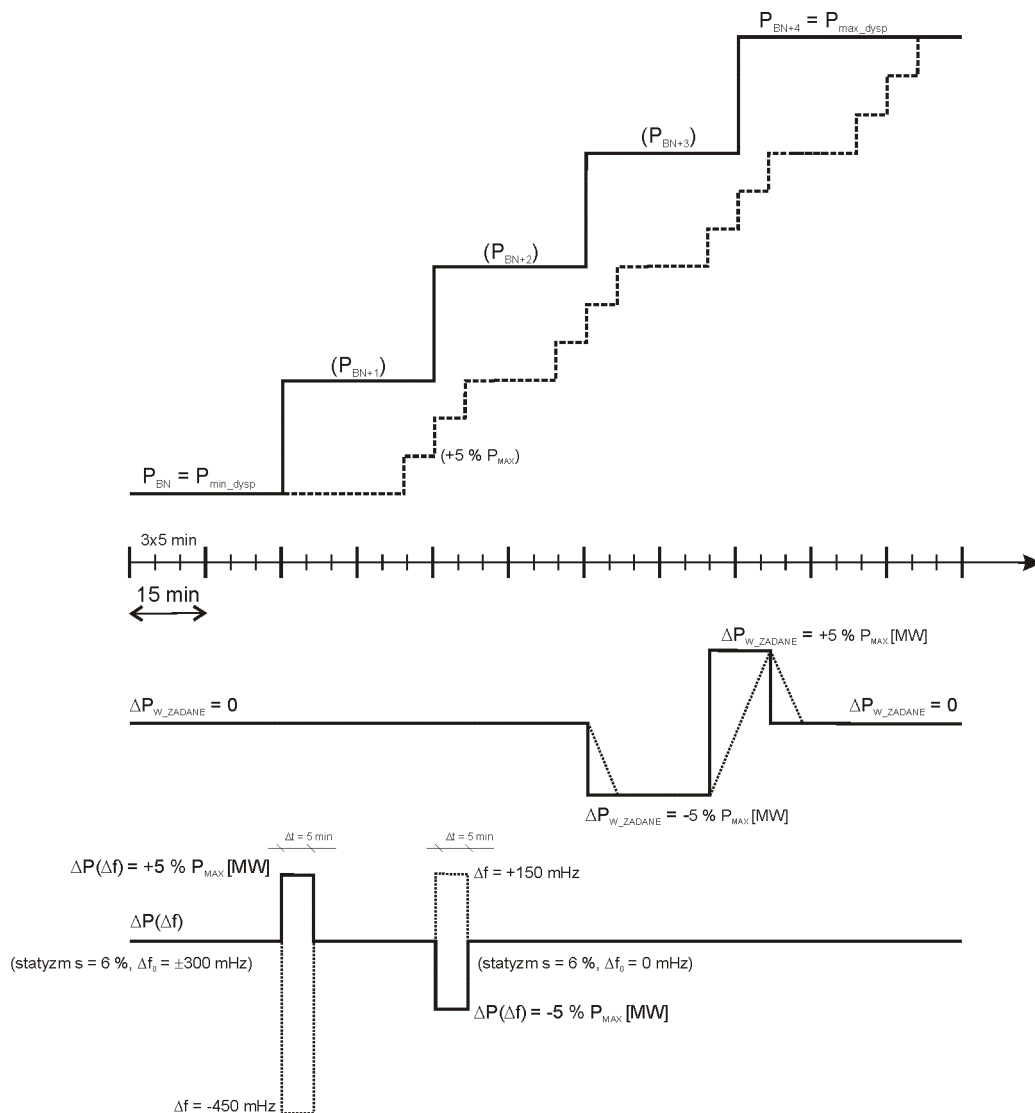 P_BN+4 = P_max_dysp
(P_BN+3)
(P_BN+2)
(P_BN+1)
(+5 % P_MAX)
P_BN = P_min_dysp
3x5 min
15 min
ΔP_W_ZADANE = +5 % P_MAX [MW]
ΔP_W_ZADANE = 0
ΔP_W_ZADANE = 0
ΔP_W_ZADANE = -5 % P_MAX [MW]
Δt = 5 min
Δt = 5 min
ΔP(Δf) = +5 % P_MAX [MW]
Δf = +150 mHz
ΔP(Δf)
(statyzm s = 6 %, Δf₀ = ±300 mHz)
(statyzm s = 6 %, Δf₀ = 0 mHz)
ΔP(Δf) = -5 % P_MAX [MW]
Δf = -450 mHz